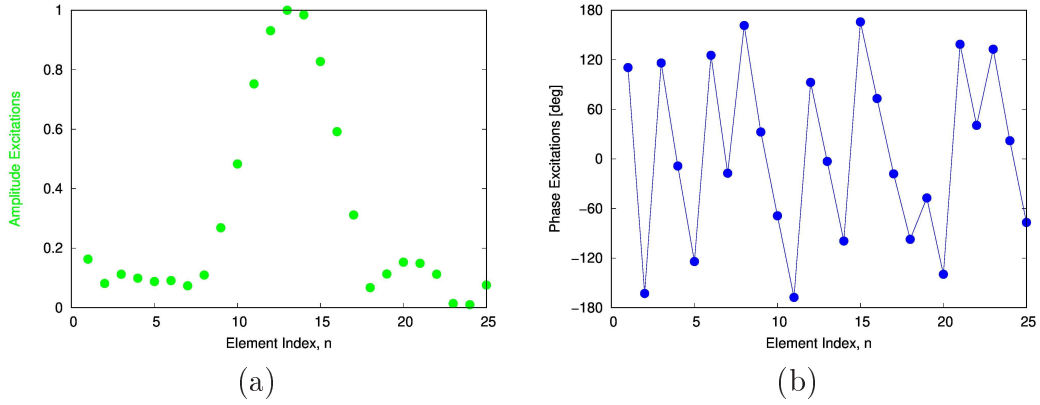 1
0.8
0.6
0.4
0.2
0
0 5 10 15 20 25
Amplitude Excitations
Element Index, n
(a)
180
120
60
0
−60
−120
−180
0 5 10 15 20 25
Phase Excitations [deg]
Element Index, n
(b)